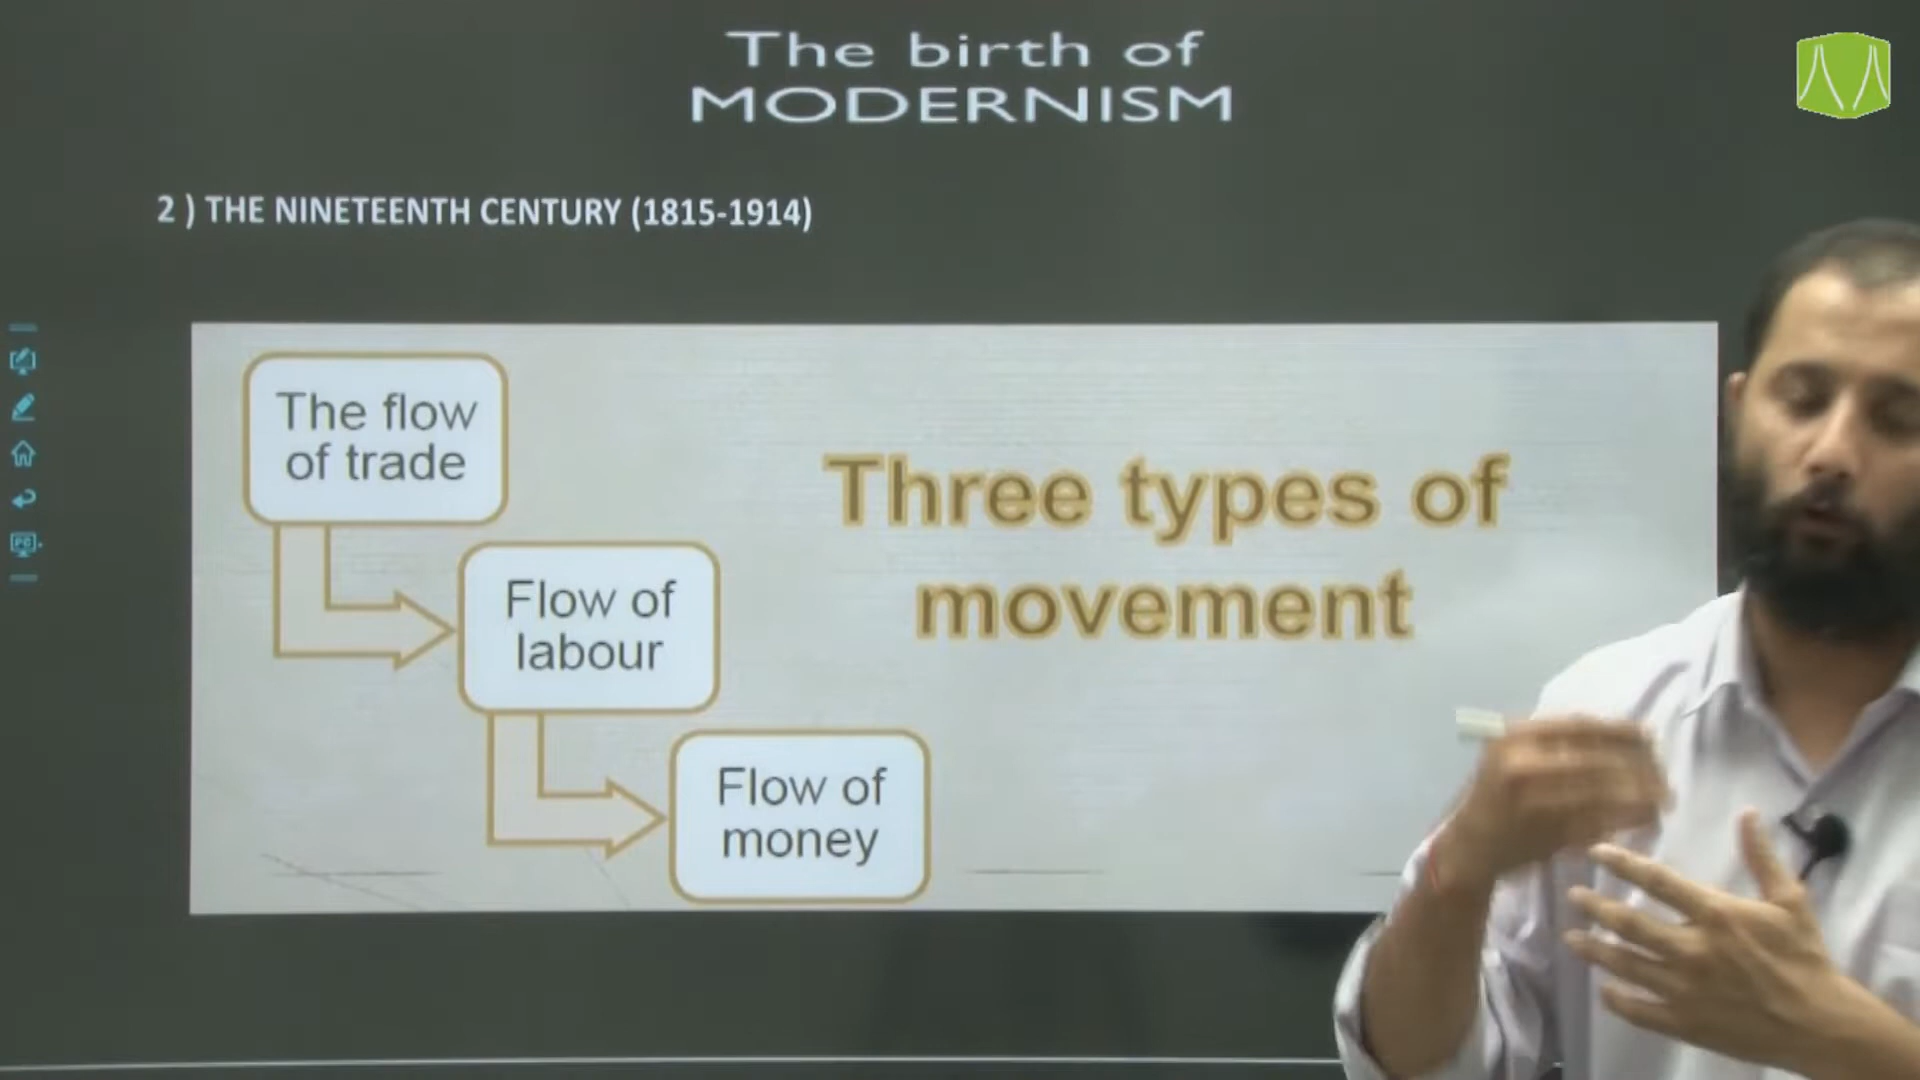 The birth of
MODERNISM
2 ) THE NINETEENTH CENTURY (1815-1914)
The flow
of trade
Three types of
movement
Flow of
labour
Flow of
money
PC